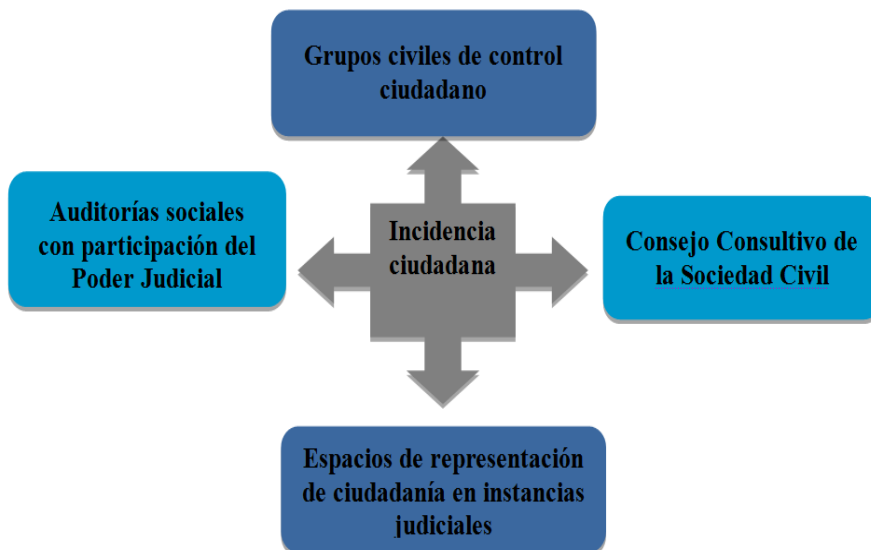 Grupos civiles de control
ciudadano
Auditorías sociales
con participación del
Poder Judicial
Incidencia
ciudadana
Consejo Consultivo de
la Sociedad Civil
Espacios de representación
de ciudadanía en instancias
judiciales